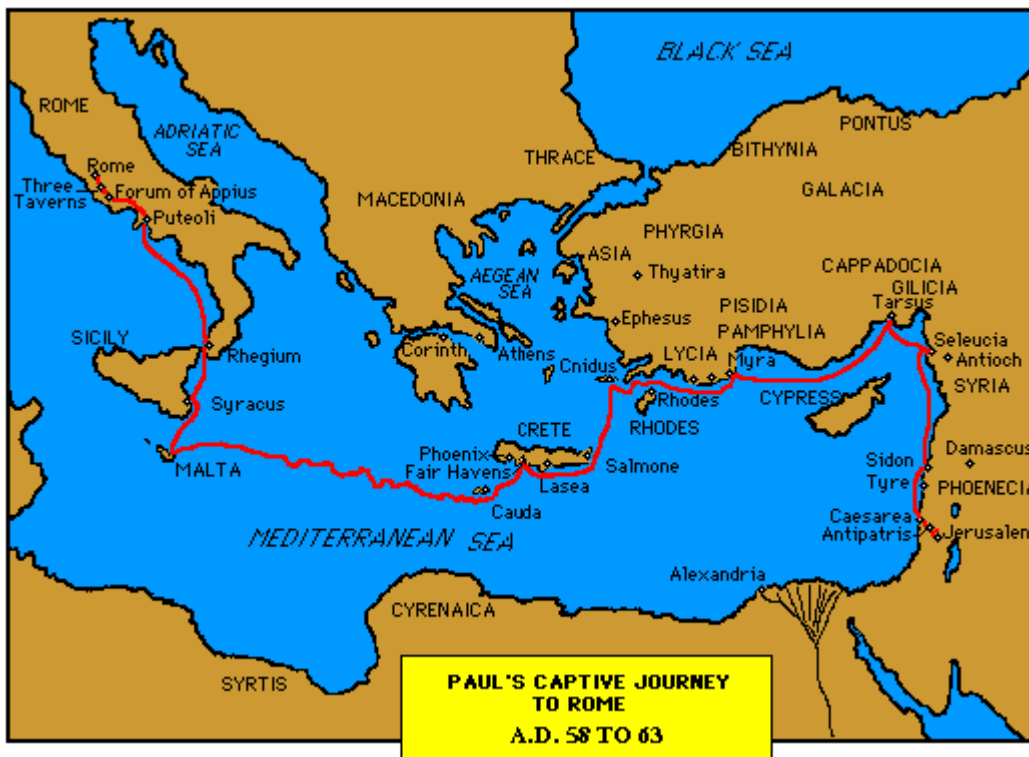 BLACK SEA
ROME
ADRIATIC
SEA
PONTUS
THRACE
BITHYNIA
Rome
Three
Taverns
Forum of Appius
MACEDONIA
GALACIA
Puteoli
PHYRGIA
ASIA
Thyatira
AEGEAN
SEA
CAPPADOCIA
GILICIA
Tarsus
PISIDIA
PAMPHYLIA
Ephesus
SICILY
Rhegium
Corinth
Athens
Cnidus
LYCIA
Myra
Seleucia
Antioch
SYRIA
CYPRESS
Syracus
Rhodes
RHODES
CRETE
Phoenix
Fair Havens
Lasea
Salmone
MALTA
Cauda
Damascus
Sidon
Tyre
PHOENECIA
Caesarea
Antipatris
Jerusalem
MEDITERRANEAN SEA
Alexandria
CYRENAICA
SYRTIS
PAUL'S CAPTIVE JOURNEY
TO ROME
A.D. 58 TO 63